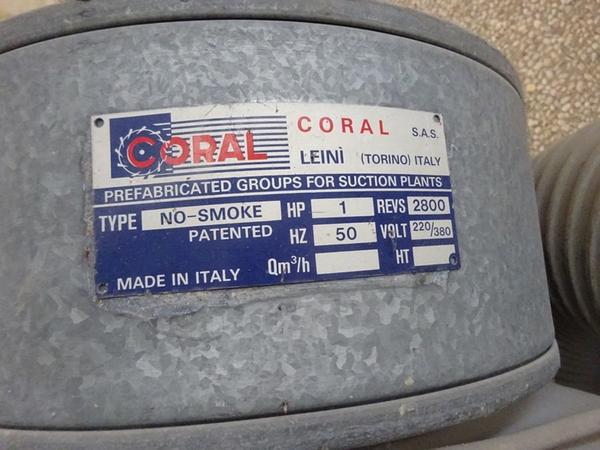 CORAL
CORAL S.A.S.
LEINÌ (TORINO) ITALY
PREFABRICATED GROUPS FOR SUCTION PLANTS
TYPE NO-SMOKE HP 1 REVS 2800
PATENTED HZ 50 VOLT 220/380
MADE IN ITALY Qm³/h HT